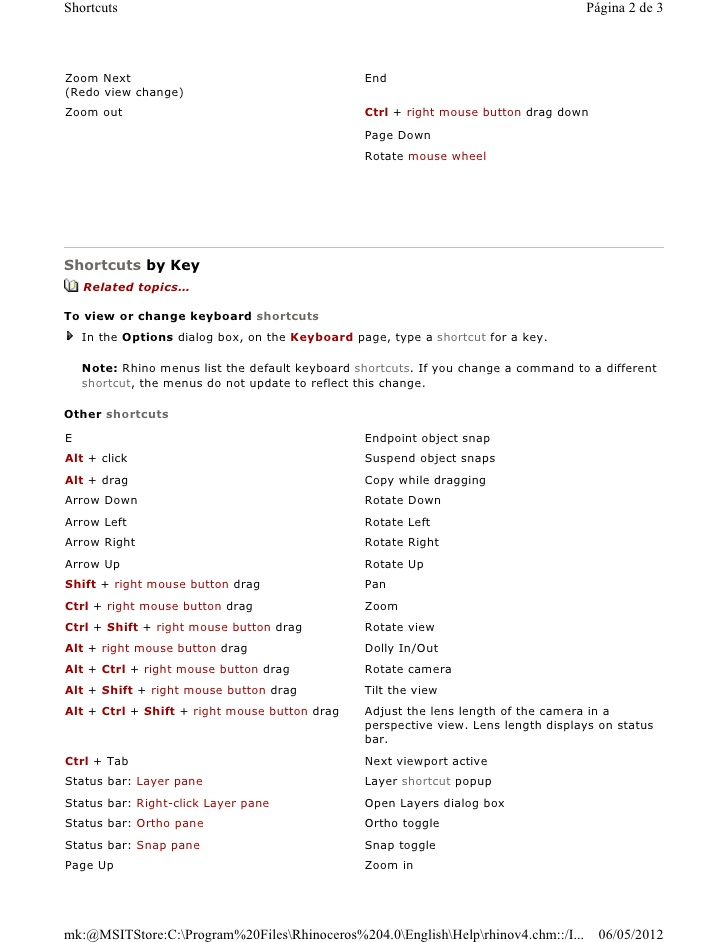 Shortcuts Página 2 de 3
Zoom Next End
(Redo view change)
Zoom out Ctrl + right mouse button drag down
Page Down
Rotate mouse wheel
Shortcuts by Key
Related topics…
To view or change keyboard shortcuts
In the Options dialog box, on the Keyboard page, type a shortcut for a key.
Note: Rhino menus list the default keyboard shortcuts. If you change a command to a different
shortcut, the menus do not update to reflect this change.
Other shortcuts
E Endpoint object snap
Alt + click Suspend object snaps
Alt + drag Copy while dragging
Arrow Down Rotate Down
Arrow Left Rotate Left
Arrow Right Rotate Right
Arrow Up Rotate Up
Shift + right mouse button drag Pan
Ctrl + right mouse button drag Zoom
Ctrl + Shift + right mouse button drag Rotate view
Alt + right mouse button drag Dolly In/Out
Alt + Ctrl + right mouse button drag Rotate camera
Alt + Shift + right mouse button drag Tilt the view
Alt + Ctrl + Shift + right mouse button drag Adjust the lens length of the camera in a
perspective view. Lens length displays on status
bar.
Ctrl + Tab Next viewport active
Status bar: Layer pane Layer shortcut popup
Status bar: Right-click Layer pane Open Layers dialog box
Status bar: Ortho pane Ortho toggle
Status bar: Snap pane Snap toggle
Page Up Zoom in
mk:@MSITStore:C:\Program%20Files\Rhinoceros%204.0\English\Help\rhinov4.chm::/I... 06/05/2012